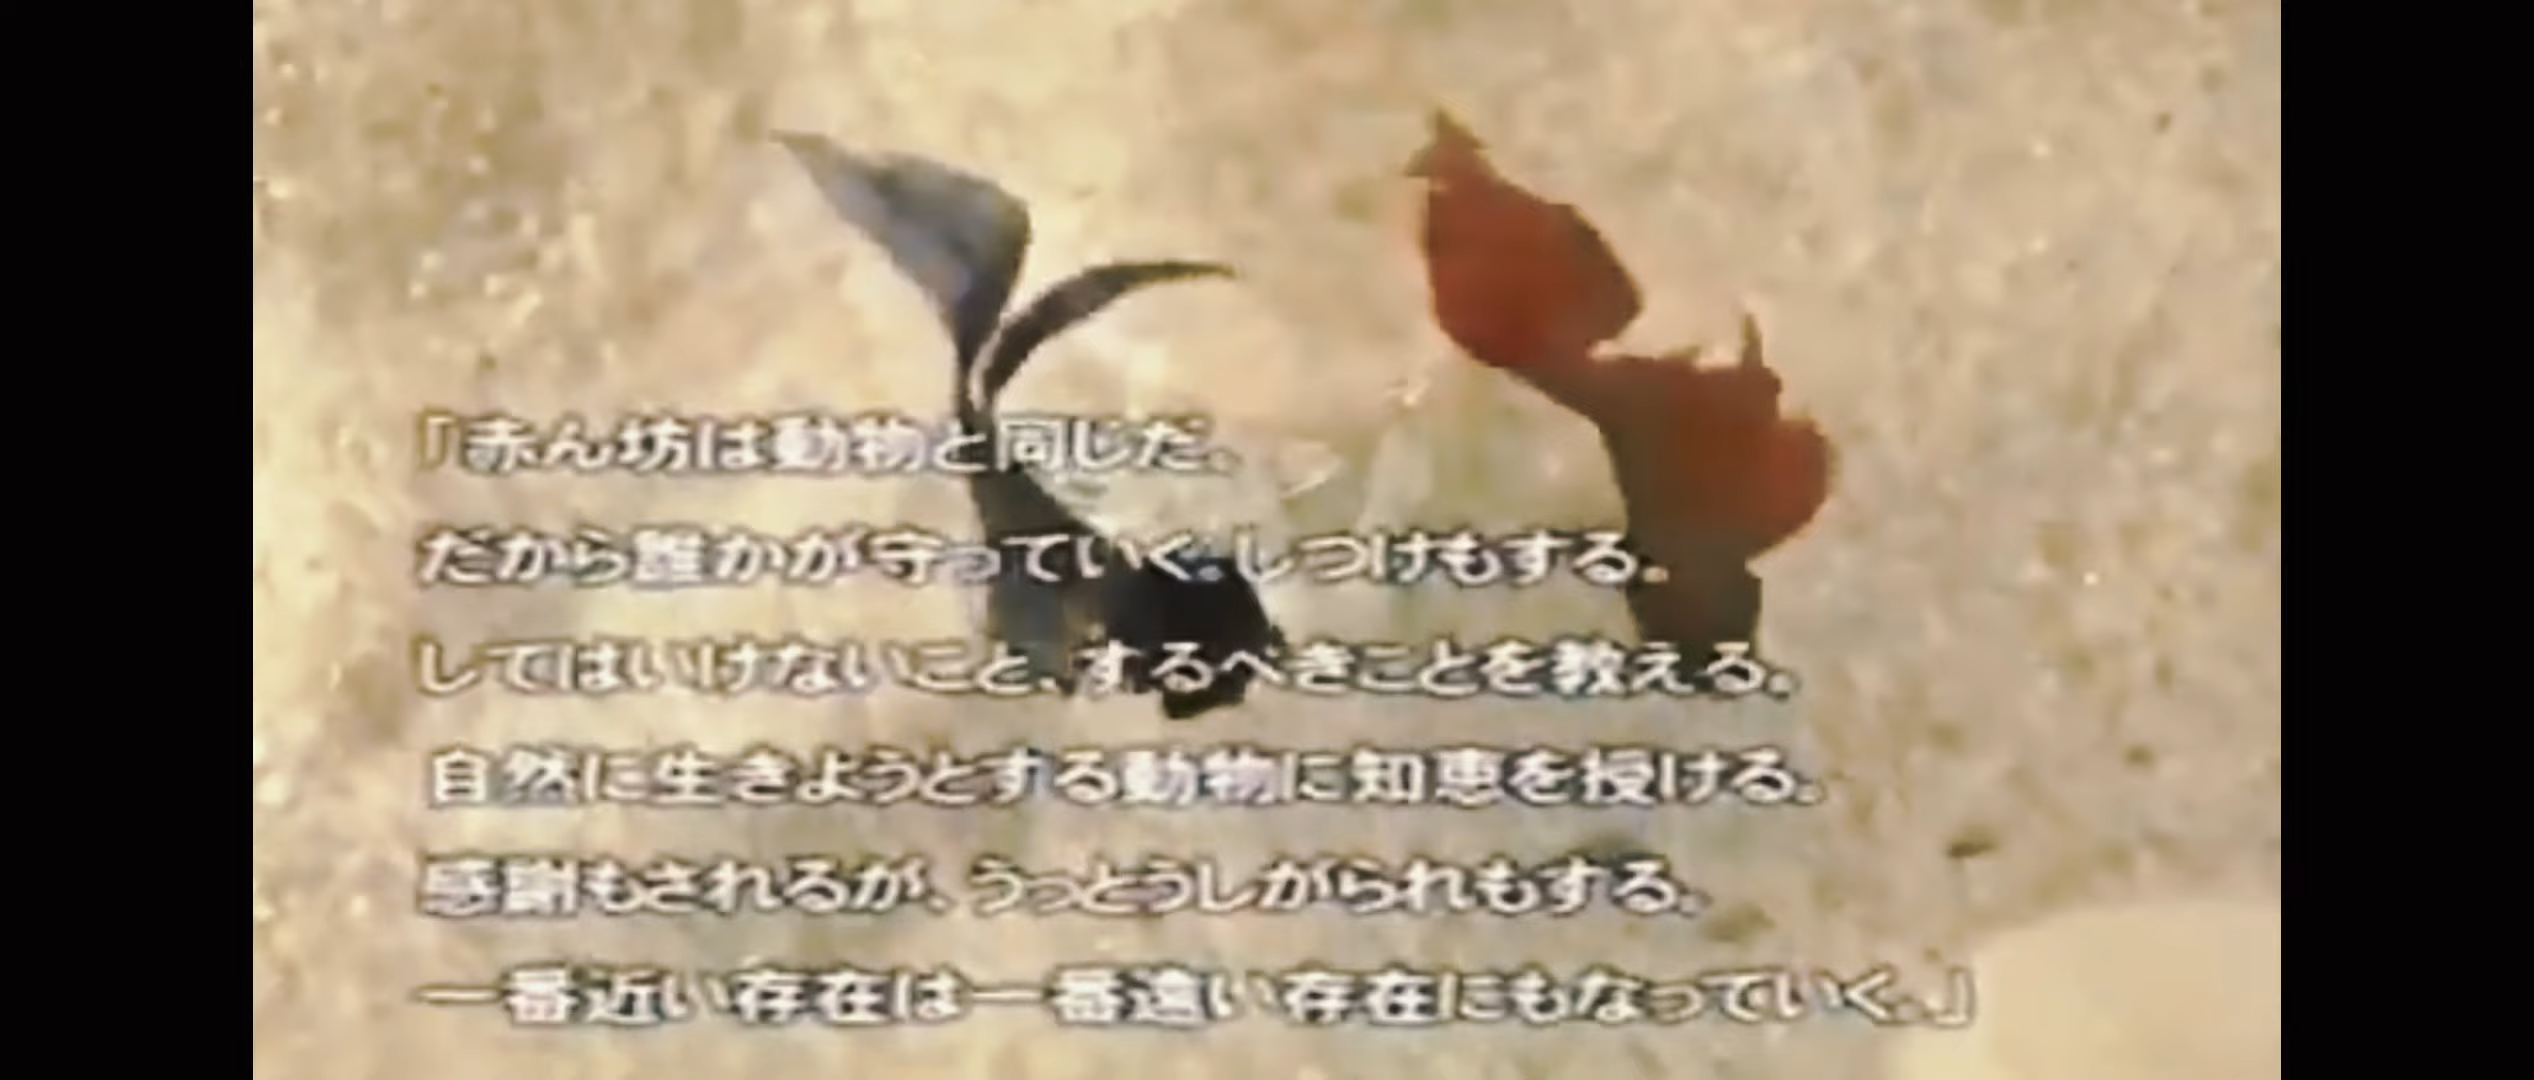 「赤ん坊は動物と同じだ。
だから誰かが守っていく。しつけもする。
してはいけないこと、するべきことを教える。
自然に生きようとする動物に知恵を授ける。
感謝もされるが、うっとうしがられもする。
一番近い存在は一番遠い存在にもなっていく。」